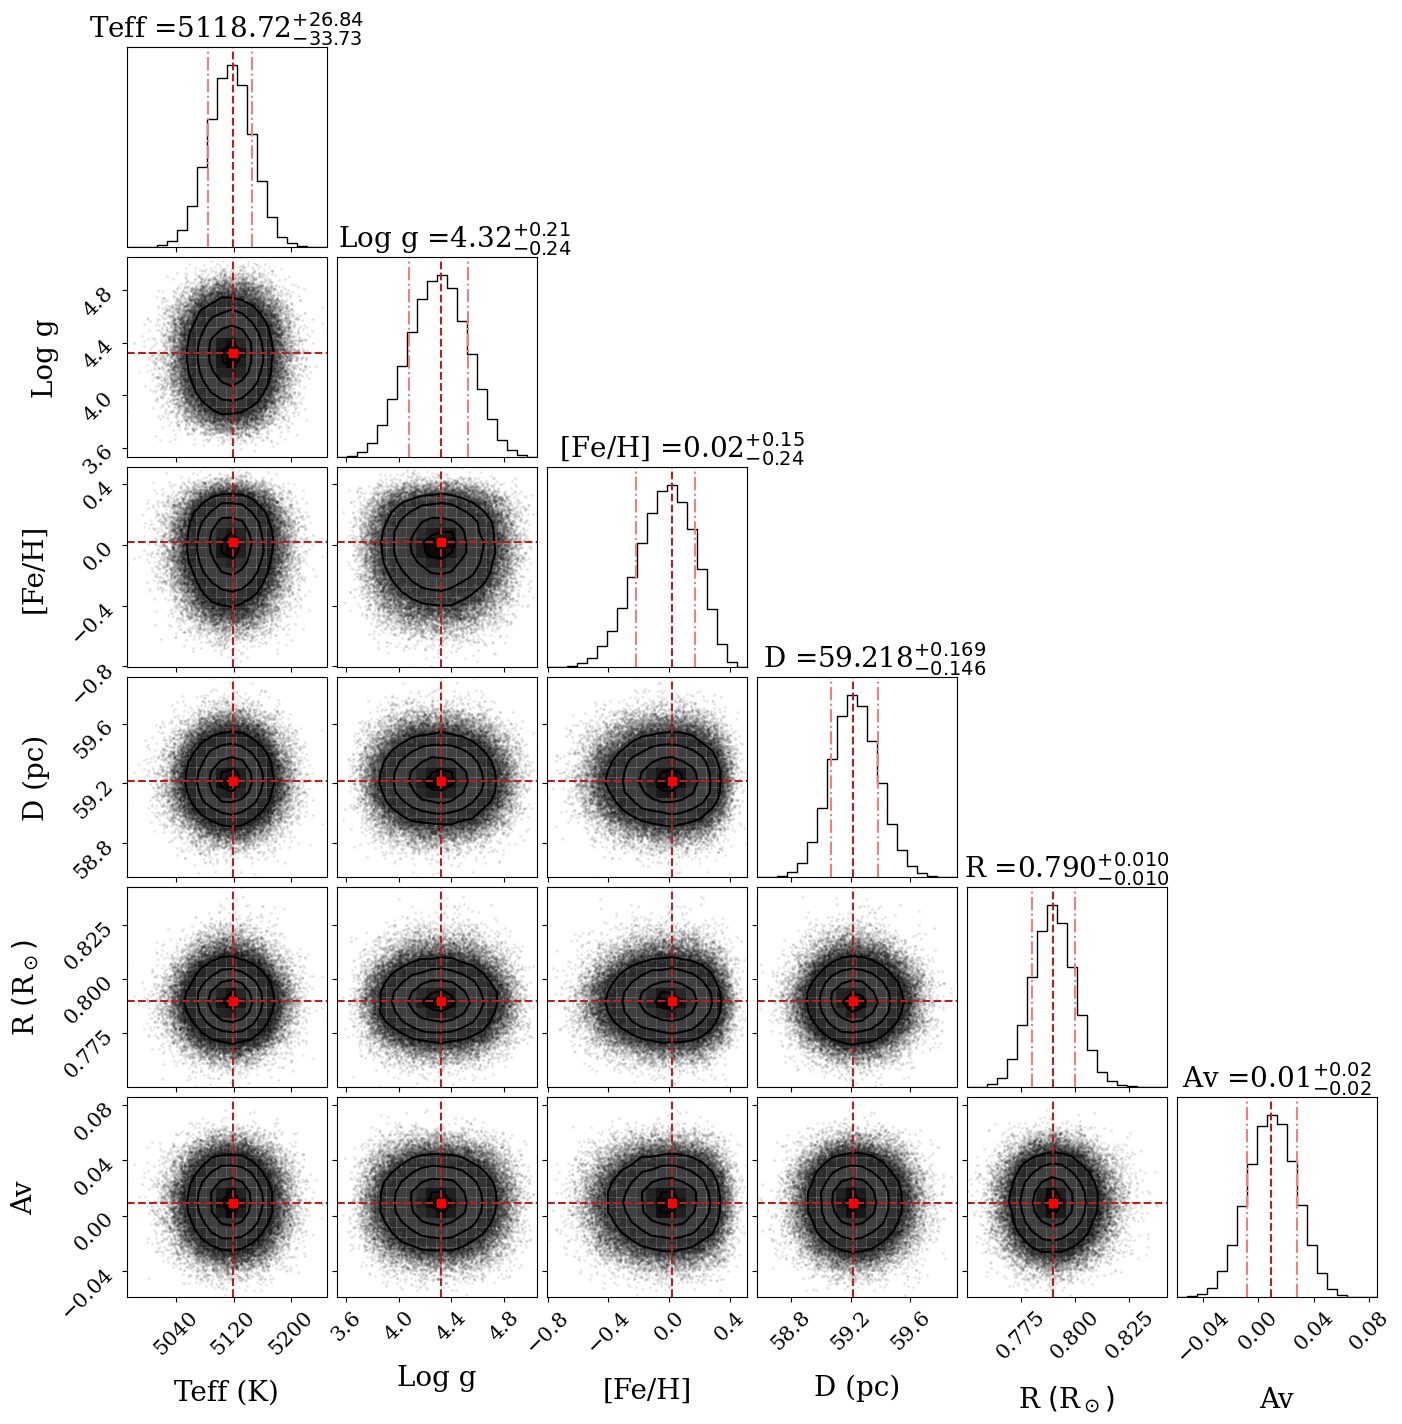 Teff =5118.72+26.84 −33.73
Log g =4.32+0.21 −0.24
4.8
4.4
4.0
3.6
Log g
[Fe/H] =0.02+0.15 −0.24
0.4
0.0
−0.4
−0.8
[Fe/H]
D =59.218+0.169 −0.146
59.6
59.2
58.8
D (pc)
R =0.790+0.010 −0.010
0.825
0.800
0.775
R (R⊙)
Av =0.01+0.02 −0.02
0.08
0.04
0.00
−0.04
Av
5040 5120 5200 3.6 4.0 4.4 4.8 −0.8 −0.4 0.0 0.4 58.8 59.2 59.6 0.775 0.800 0.825 −0.04 0.00 0.04 0.08
Teff (K) Log g [Fe/H] D (pc) R (R⊙) Av